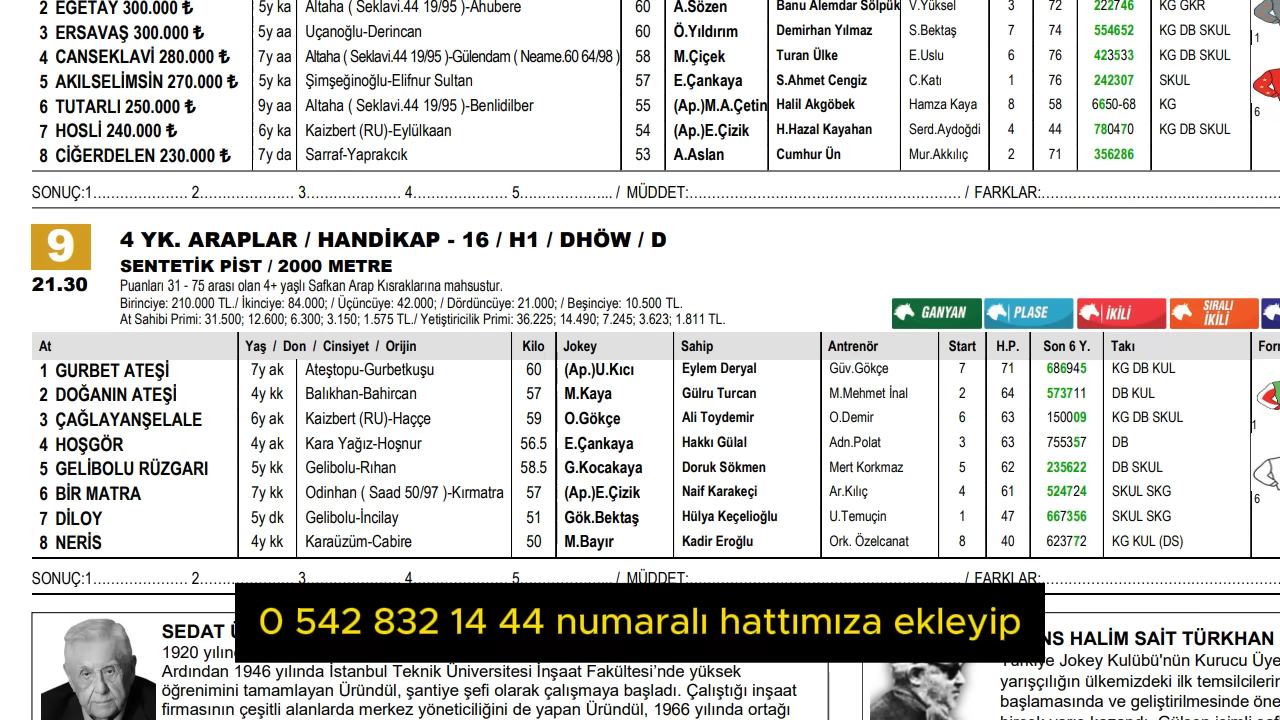 2 EGETAY 300.000 ₺ 5y ka Altaha ( Seklavi.44 19/95 )-Ahubere 60 A.Sözen Banu Alemdar Sölpük V.Yüksel 3 72 222746 KG GKR
3 ERSAVAŞ 300.000 ₺ 5y aa Uçanoğlu-Derincan 60 Ö.Yıldırım Demirhan Yılmaz S.Bektaş 7 74 554652 KG DB SKUL
4 CANSEKLAVİ 280.000 ₺ 7y aa Altaha ( Seklavi.44 19/95 )-Gülendam ( Neame.60 64/98 ) 58 M.Çiçek Turan Ülke E.Uslu 6 76 423533 KG DB SKUL
5 AKILSELİMSİN 270.000 ₺ 5y ka Şimşeğinoğlu-Elifnur Sultan 57 E.Çankaya S.Ahmet Cengiz C.Katı 1 76 242307 SKUL
6 TUTARLI 250.000 ₺ 9y aa Altaha ( Seklavi.44 19/95 )-Benlidilber 55 (Ap.)M.A.Çetin Halil Akgöbek Hamza Kaya 8 58 6650-68 KG
7 HOSLİ 240.000 ₺ 6y ka Kaizbert (RU)-Eylülkaan 54 (Ap.)E.Çizik H.Hazal Kayahan Serd.Aydoğdi 4 44 780470 KG DB SKUL
8 CİĞERDELEN 230.000 ₺ 7y da Sarraf-Yaprakcık 53 A.Aslan Cumhur Ün Mur.Akkılıç 2 71 356286
1
6
SONUÇ:1........................ 2........................ 3........................ 4........................ 5........................ / MÜDDET:........................ / FARKLAR:........................
9 4 YK. ARAPLAR / HANDİKAP - 16 / H1 / DHÖW / D
SENTETİK PİST / 2000 METRE
21.30 Puanları 31 - 75 arası olan 4+ yaşlı Safkan Arap Kısraklarına mahsustur.
Birinciye: 210.000 TL./ İkinciye: 84.000; / Üçüncüye: 42.000; / Dördüncüye: 21.000; / Beşinciye: 10.500 TL.
At Sahibi Primi: 31.500; 12.600; 6.300; 3.150; 1.575 TL./ Yetiştiricilik Primi: 36.225; 14.490; 7.245; 3.623; 1.811 TL.
GANYAN PLASE İKİLİ SIRALI İKİLİ
At Yaş / Don / Cinsiyet / Orijin Kilo Jokey Sahip Antrenör Start H.P. Son 6 Y. Takı Forn
1 GURBET ATEŞİ 7y ak Ateştopu-Gurbetkuşu 60 (Ap.)U.Kıcı Eylem Deryal Güv.Gökçe 7 71 686945 KG DB KUL
2 DOĞANIN ATEŞİ 4y kk Balıkhan-Bahircan 57 M.Kaya Gülru Turcan M.Mehmet İnal 2 64 573711 DB KUL
3 ÇAĞLAYANŞELALE 6y ak Kaizbert (RU)-Haççe 59 O.Gökçe Ali Toydemir O.Demir 6 63 150009 KG DB SKUL
4 HOŞGÖR 4y ak Kara Yağız-Hoşnur 56.5 E.Çankaya Hakkı Gülal Adn.Polat 3 63 755357 DB
5 GELİBOLU RÜZGARI 5y kk Gelibolu-Rıhan 58.5 G.Kocakaya Doruk Sökmen Mert Korkmaz 5 62 235622 DB SKUL
6 BİR MATRA 7y kk Odinhan ( Saad 50/97 )-Kırmatra 57 (Ap.)E.Çizik Naif Karakeçi Ar.Kılıç 4 61 524724 SKUL SKG
7 DİLOY 5y dk Gelibolu-İncilay 51 Gök.Bektaş Hülya Keçelioğlu U.Temuçin 1 47 667356 SKUL SKG
8 NERİS 4y kk Karaüzüm-Cabire 50 M.Bayır Kadir Eroğlu Ork. Özelcanat 8 40 623772 KG KUL (DS)
1
6
SONUÇ:1........................ 2........................ 3........................ 4........................ 5........................ / MÜDDET:........................ / FARKLAR:........................
0 542 832 14 44 numaralı hattımıza ekleyip
SEDAT
1920
Ardından 1946 yılında İstanbul Teknik Üniversitesi İnşaat Fakültesi’nde yüksek
öğrenimini tamamlayan Üründül, şantiye şefi olarak çalışmaya başladı. Çalıştığı inşaat
firmasının çeşitli alanlarda merkez yöneticiliğini de yapan Üründül, 1966 yılında ortağı
HALİM SAİT TÜRKHAN
Türkiye Jokey Kulübü'nün Kurucu Üye
yarışçılığın ülkemizdeki ilk temsilcilerin
başlamasında ve geliştirilmesinde öne